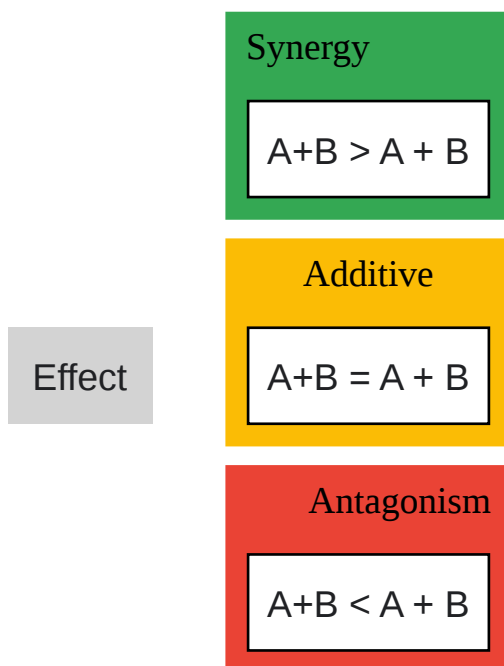 Synergy
A+B > A + B
Additive
Effect
A+B = A + B
Antagonism
A+B < A + B